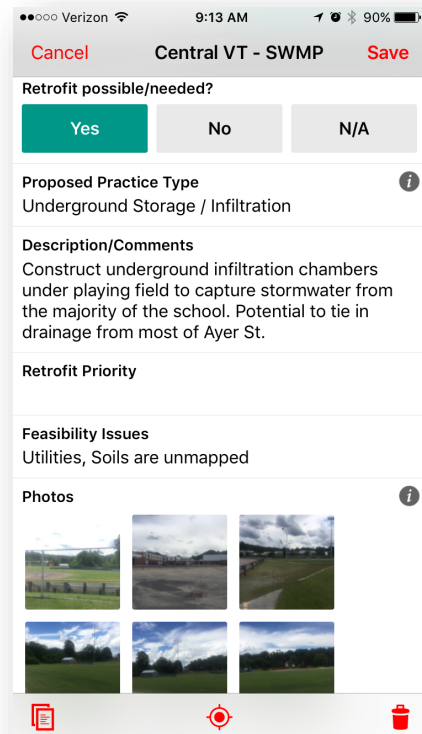 Verizon 9:13 AM 90%
Cancel Central VT - SWMP Save
Retrofit possible/needed?
Yes No N/A
Proposed Practice Type
Underground Storage / Infiltration
Description/Comments
Construct underground infiltration chambers
under playing field to capture stormwater from
the majority of the school. Potential to tie in
drainage from most of Ayer St.
Retrofit Priority
Feasibility Issues
Utilities, Soils are unmapped
Photos